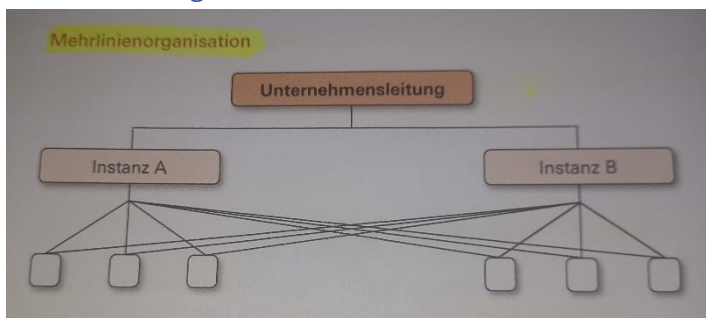 Mehrlinienorganisation
Unternehmensleitung
Instanz A
Instanz B